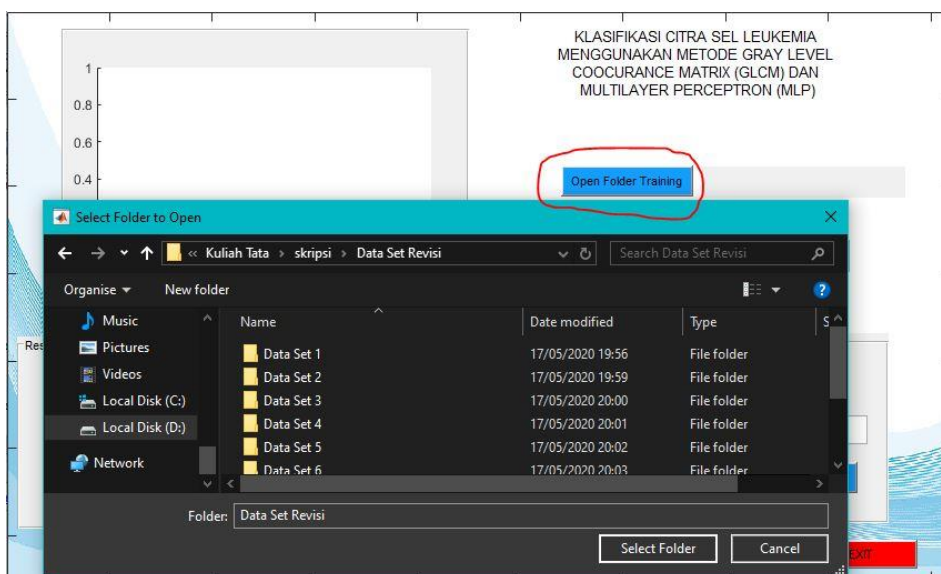 KLASIFIKASI CITRA SEL LEUKEMIA
MENGGUNAKAN METODE GRAY LEVEL
COOCURANCE MATRIX (GLCM) DAN
MULTILAYER PERCEPTRON (MLP)
1
0.8
0.6
0.4
Open Folder Training
Select Folder to Open
« Kuliah Tata > skripsi > Data Set Revisi
Search Data Set Revisi
Organise New folder
Music
Pictures
Videos
Local Disk (C:)
Local Disk (D:)
Network
Name Date modified Type S
Data Set 1 17/05/2020 19:56 File folder
Data Set 2 17/05/2020 19:59 File folder
Data Set 3 17/05/2020 20:00 File folder
Data Set 4 17/05/2020 20:01 File folder
Data Set 5 17/05/2020 20:02 File folder
Data Set 6 17/05/2020 20:03 File folder
Res
Folder: Data Set Revisi
Select Folder Cancel
EXIT